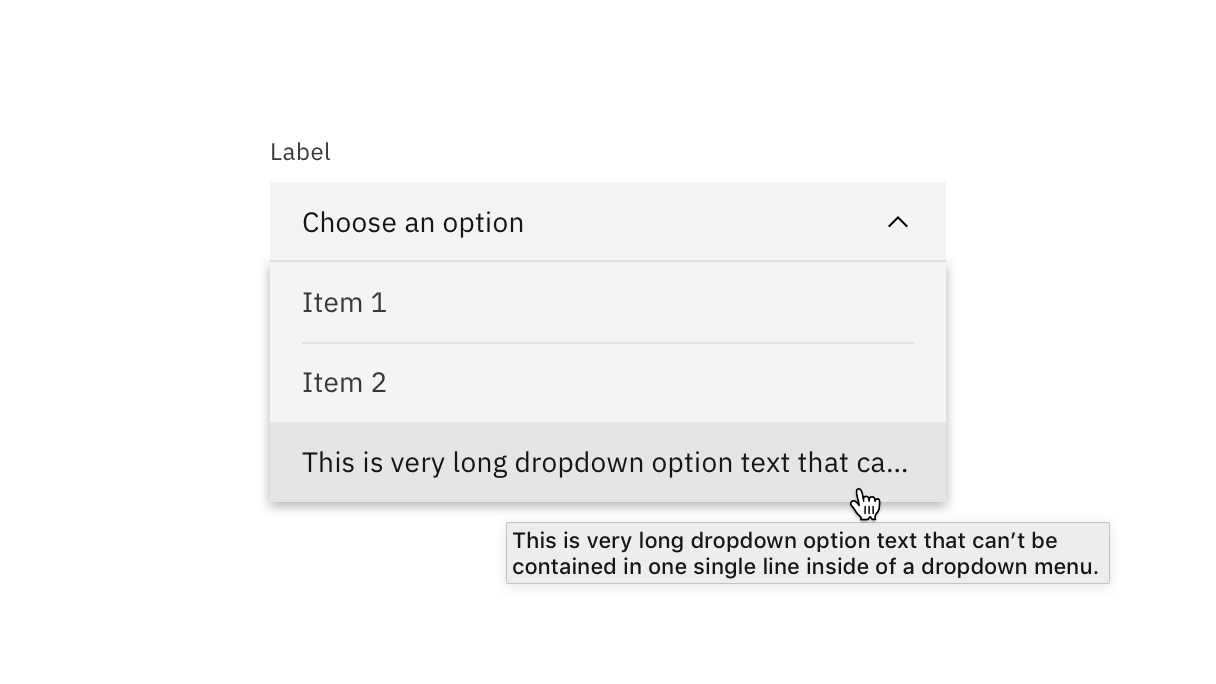 Label
Choose an option
Item 1
Item 2
This is very long dropdown option text that ca...
This is very long dropdown option text that can’t be
contained in one single line inside of a dropdown menu.